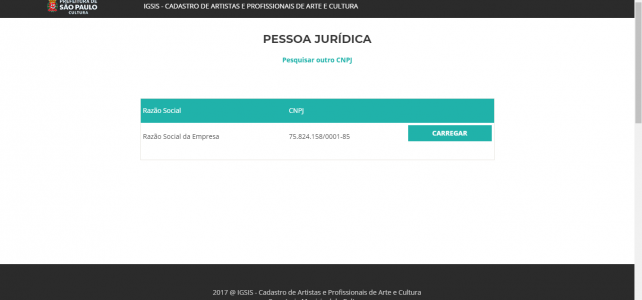 PREFEITURA DE
SÃO PAULO
CULTURA
IGSIS - CADASTRO DE ARTISTAS E PROFISSIONAIS DE ARTE E CULTURA
PESSOA JURÍDICA
Pesquisar outro CNPJ
Razão Social CNPJ
Razão Social da Empresa 75.824.158/0001-85 CARREGAR
2017 @ IGSIS - Cadastro de Artistas e Profissionais de Arte e Cultura